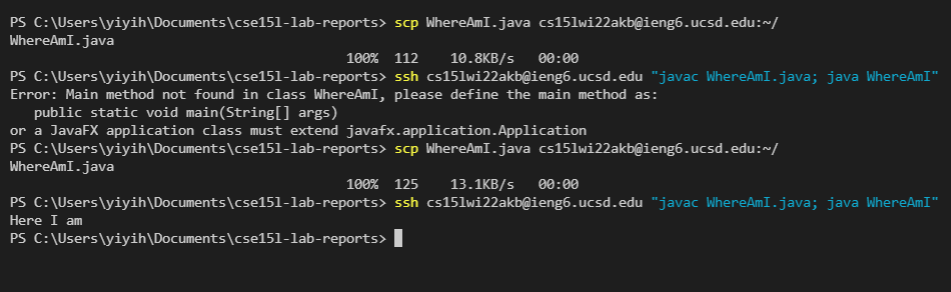 PS C:\Users\yiyih\Documents\cse15l-lab-reports> scp WhereAmI.java cs15lwi22akb@ieng6.ucsd.edu:~/
WhereAmI.java
100% 112 10.8KB/s 00:00
PS C:\Users\yiyih\Documents\cse15l-lab-reports> ssh cs15lwi22akb@ieng6.ucsd.edu "javac WhereAmI.java; java WhereAmI"
Error: Main method not found in class WhereAmI, please define the main method as:
   public static void main(String[] args)
or a JavaFX application class must extend javafx.application.Application
PS C:\Users\yiyih\Documents\cse15l-lab-reports> scp WhereAmI.java cs15lwi22akb@ieng6.ucsd.edu:~/
WhereAmI.java
100% 125 13.1KB/s 00:00
PS C:\Users\yiyih\Documents\cse15l-lab-reports> ssh cs15lwi22akb@ieng6.ucsd.edu "javac WhereAmI.java; java WhereAmI"
Here I am
PS C:\Users\yiyih\Documents\cse15l-lab-reports>